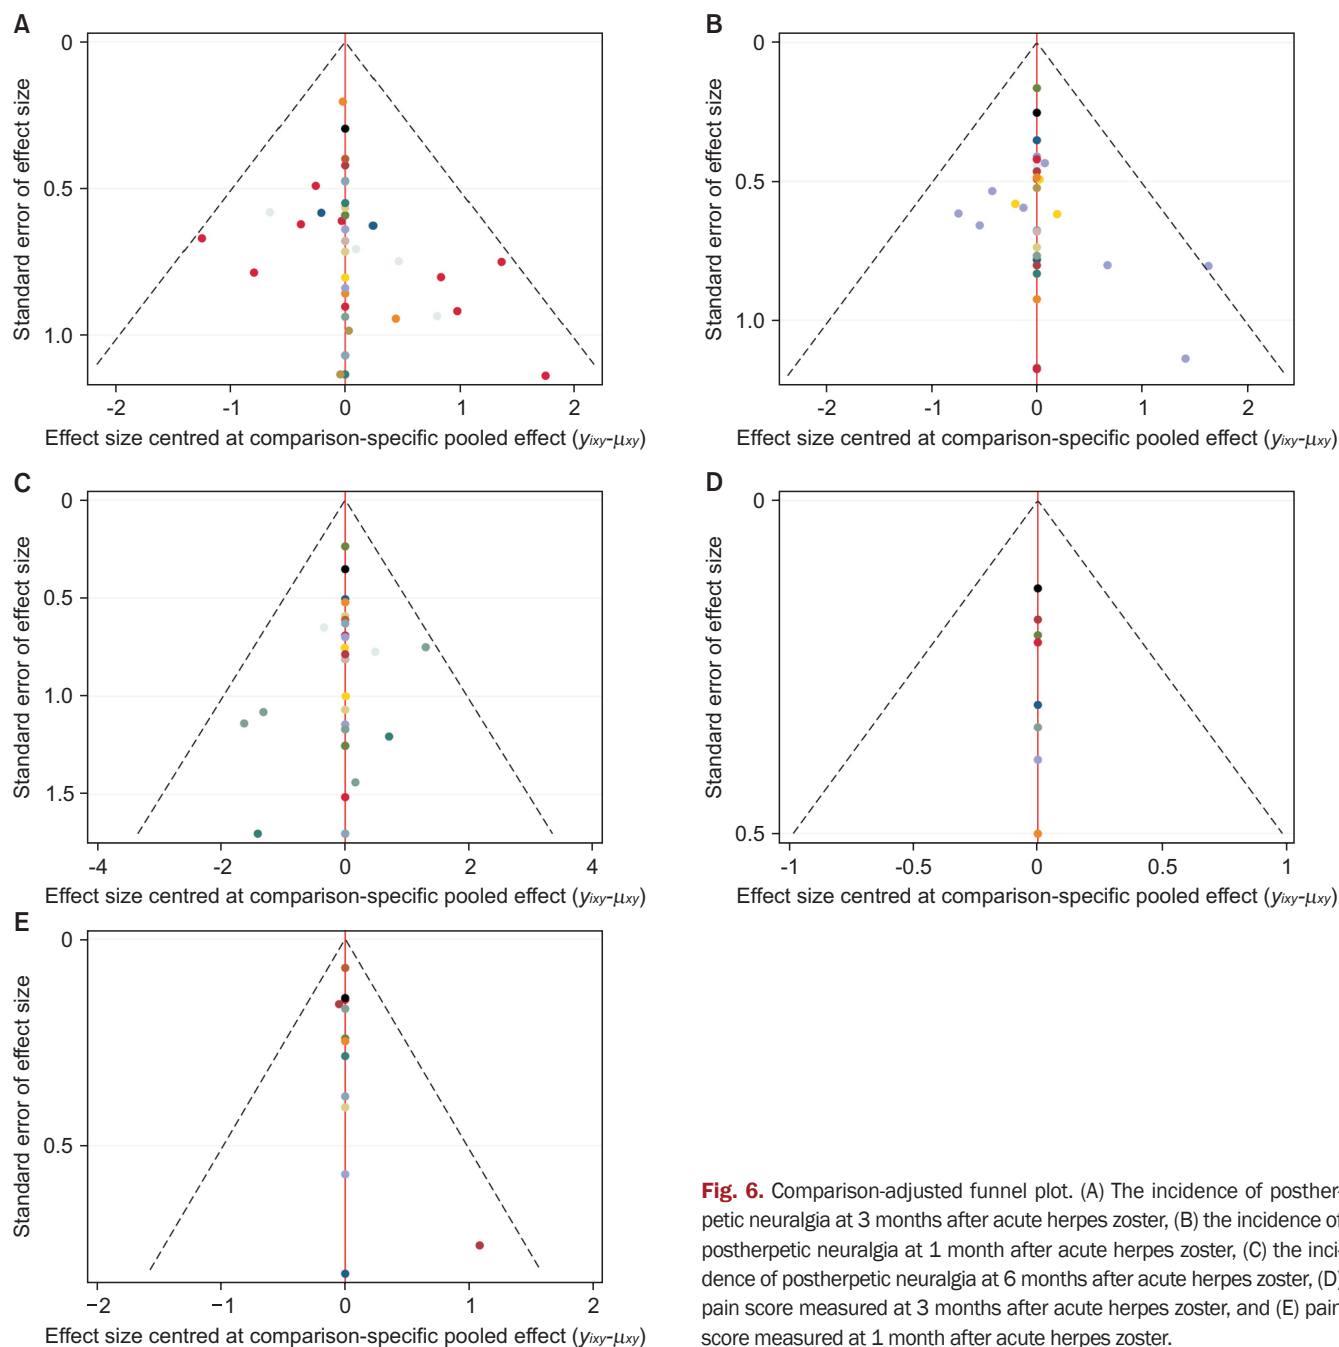 A
0
0.5
1.0
Standard error of effect size
-2
-1
0
1
2
Effect size centred at comparison-specific pooled effect (yixy-μxy)
B
0
0.5
1.0
Standard error of effect size
-2
-1
0
1
2
Effect size centred at comparison-specific pooled effect (yixy-μxy)
C
0
0.5
1.0
1.5
Standard error of effect size
-4
-2
0
2
4
Effect size centred at comparison-specific pooled effect (yixy-μxy)
D
0
0.5
Standard error of effect size
-1
-0.5
0
0.5
1
Effect size centred at comparison-specific pooled effect (yixy-μxy)
E
0
0.5
Standard error of effect size
−2
−1
0
1
2
Effect size centred at comparison-specific pooled effect (yixy-μxy)
Fig. 6. Comparison-adjusted funnel plot. (A) The incidence of posther-
petic neuralgia at 3 months after acute herpes zoster, (B) the incidence of
postherpetic neuralgia at 1 month after acute herpes zoster, (C) the inci-
dence of postherpetic neuralgia at 6 months after acute herpes zoster, (D)
pain score measured at 3 months after acute herpes zoster, and (E) pain
score measured at 1 month after acute herpes zoster.